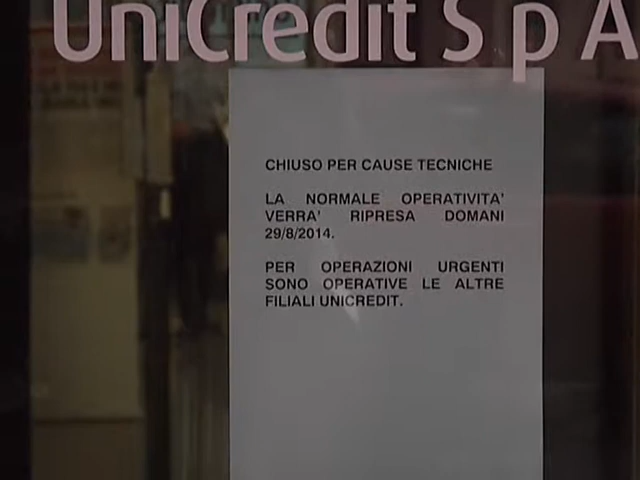 UniCredit S p A
CHIUSO PER CAUSE TECNICHE
LA NORMALE OPERATIVITA'
VERRA' RIPRESA DOMANI
29/8/2014.
PER OPERAZIONI URGENTI
SONO OPERATIVE LE ALTRE
FILIALI UNICREDIT.